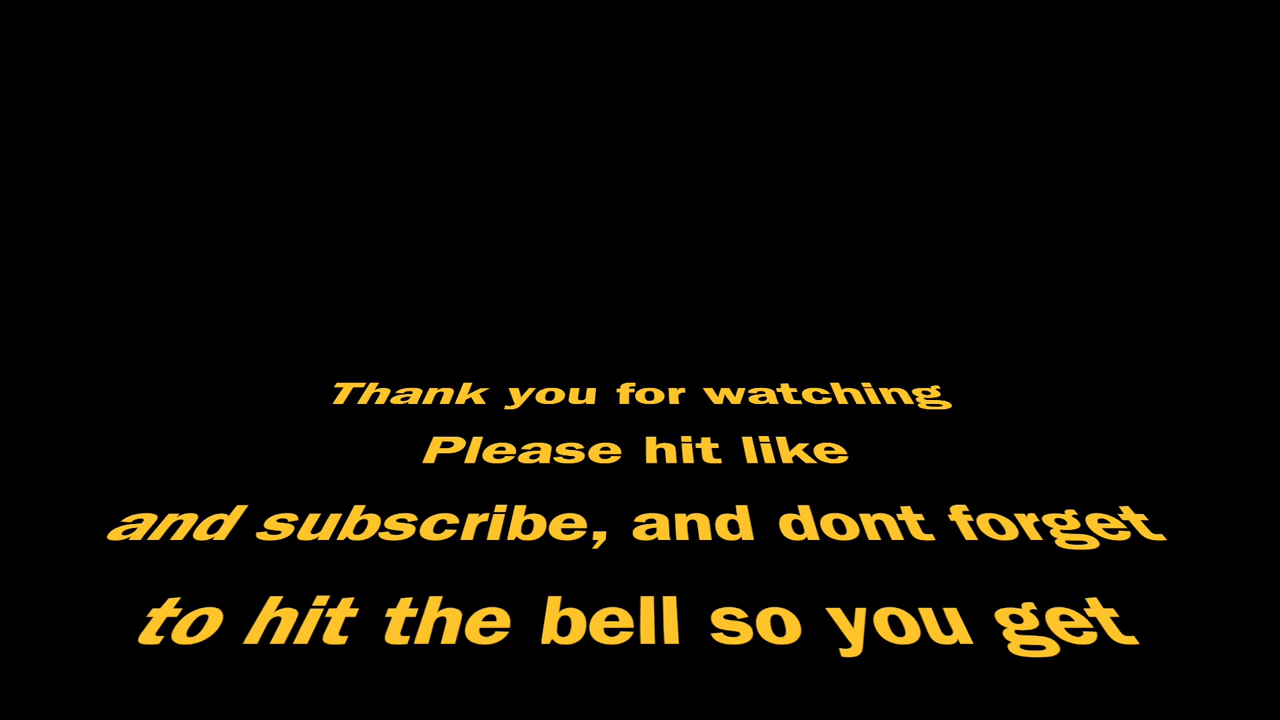 Thank you for watching
Please hit like
and subscribe, and dont forget
to hit the bell so you get